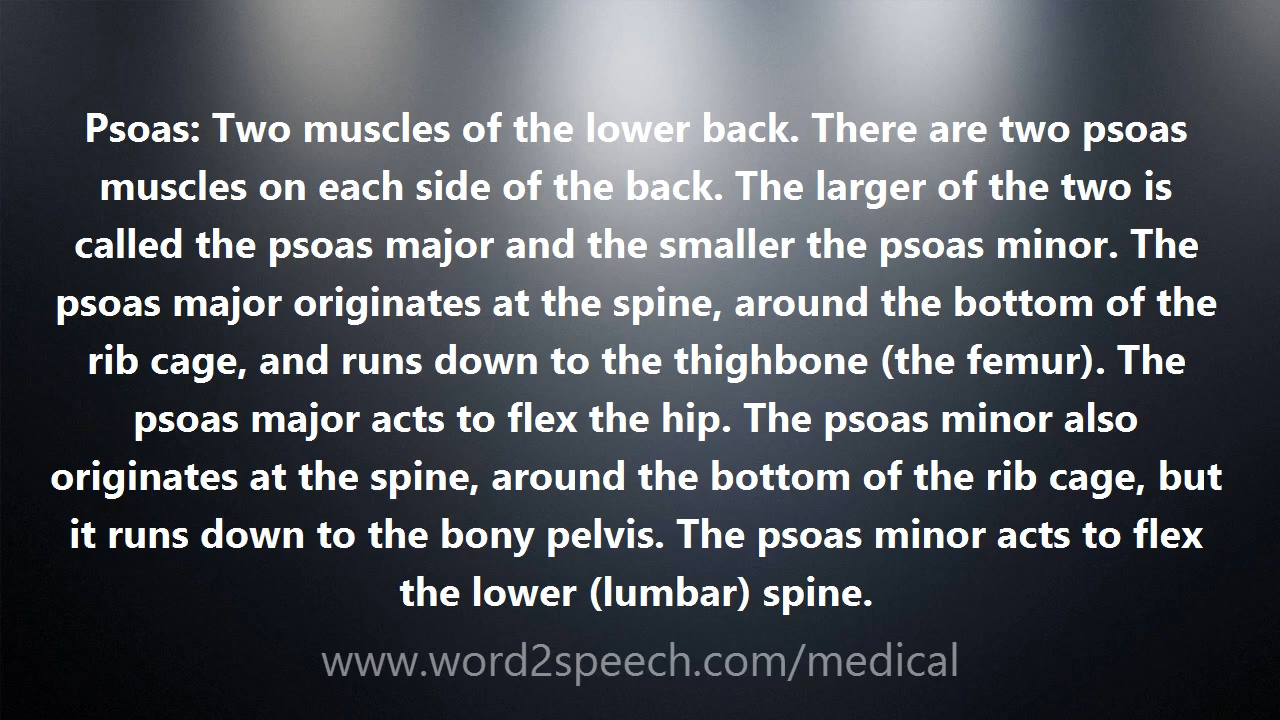 Psoas: Two muscles of the lower back. There are two psoas
muscles on each side of the back. The larger of the two is
called the psoas major and the smaller the psoas minor. The
psoas major originates at the spine, around the bottom of the
rib cage, and runs down to the thighbone (the femur). The
psoas major acts to flex the hip. The psoas minor also
originates at the spine, around the bottom of the rib cage, but
it runs down to the bony pelvis. The psoas minor acts to flex
the lower (lumbar) spine.
www.word2speech.com/medical